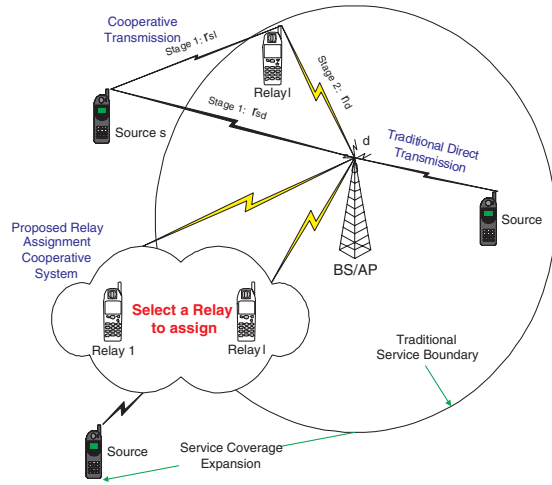 Cooperative
Transmission
Stage 1: rsl
Relay l
Stage 2: rld
Stage 1: rsd
Source s
d
Traditional Direct
Transmission
Source
BS/AP
Proposed Relay
Assignment
Cooperative
System
Select a Relay
to assign
Relay 1
Relay l
Traditional
Service Boundary
Source
Service Coverage
Expansion